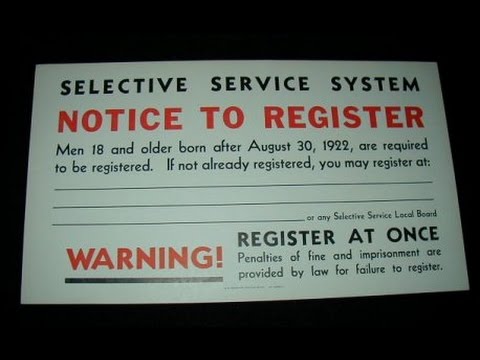 SELECTIVE SERVICE SYSTEM
NOTICE TO REGISTER
Men 18 and older born after August 30, 1922, are required
to be registered. If not already registered, you may register at:
or any Selective Service Local Board
WARNING!
REGISTER AT ONCE
Penalties of fine and imprisonment are
provided by law for failure to register.